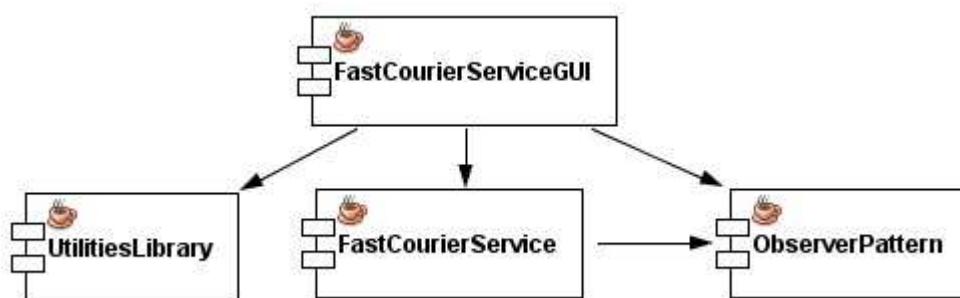 FastCourierServiceGUI
UtilitiesLibrary
FastCourierService
ObserverPattern